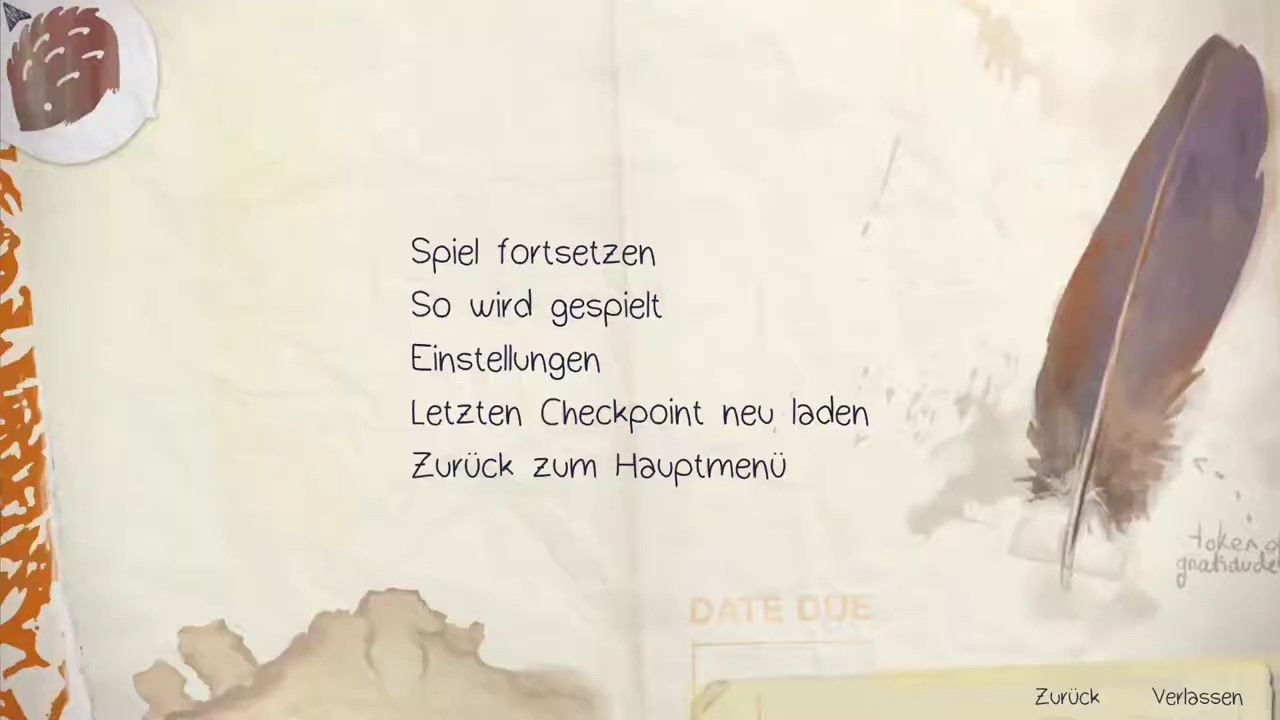 Spiel fortsetzen
So wird gespielt
Einstellungen
Letzten Checkpoint neu laden
Zurück zum Hauptmenü
token of
gratidude
DATE DUE
Zurück Verlassen